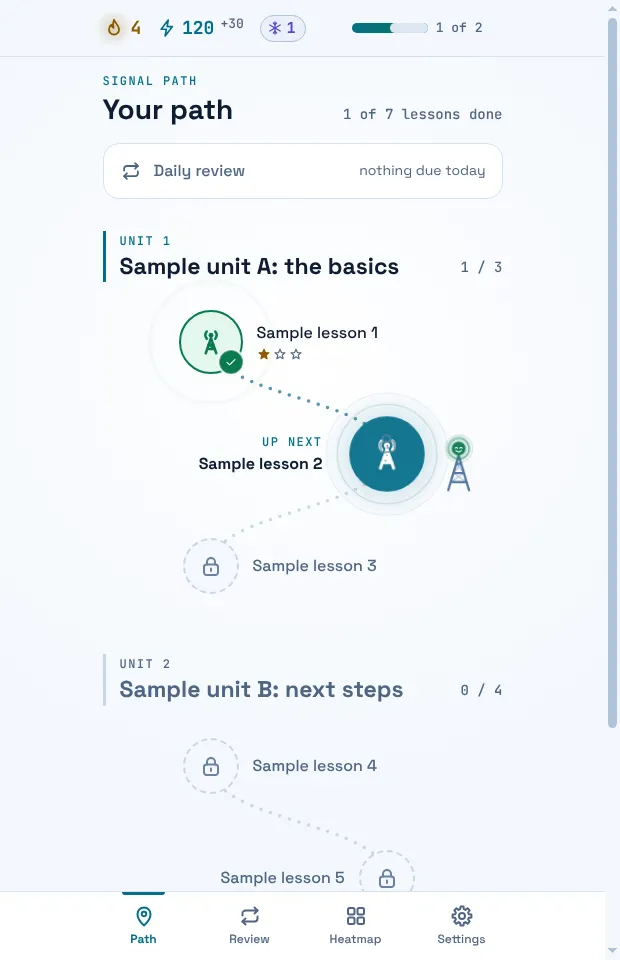 4 120 +30 1 1 of 2
SIGNAL PATH
Your path 1 of 7 lessons done
Daily review nothing due today
UNIT 1
Sample unit A: the basics 1 / 3
Sample lesson 1
UP NEXT
Sample lesson 2
Sample lesson 3
UNIT 2
Sample unit B: next steps 0 / 4
Sample lesson 4
Sample lesson 5
Path Review Heatmap Settings